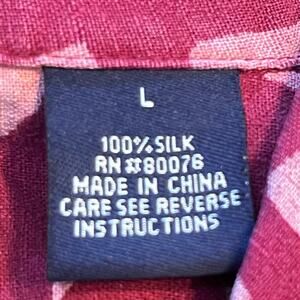 L
100% SILK
RN#80076
MADE IN CHINA
CARE SEE REVERSE
INSTRUCTIONS